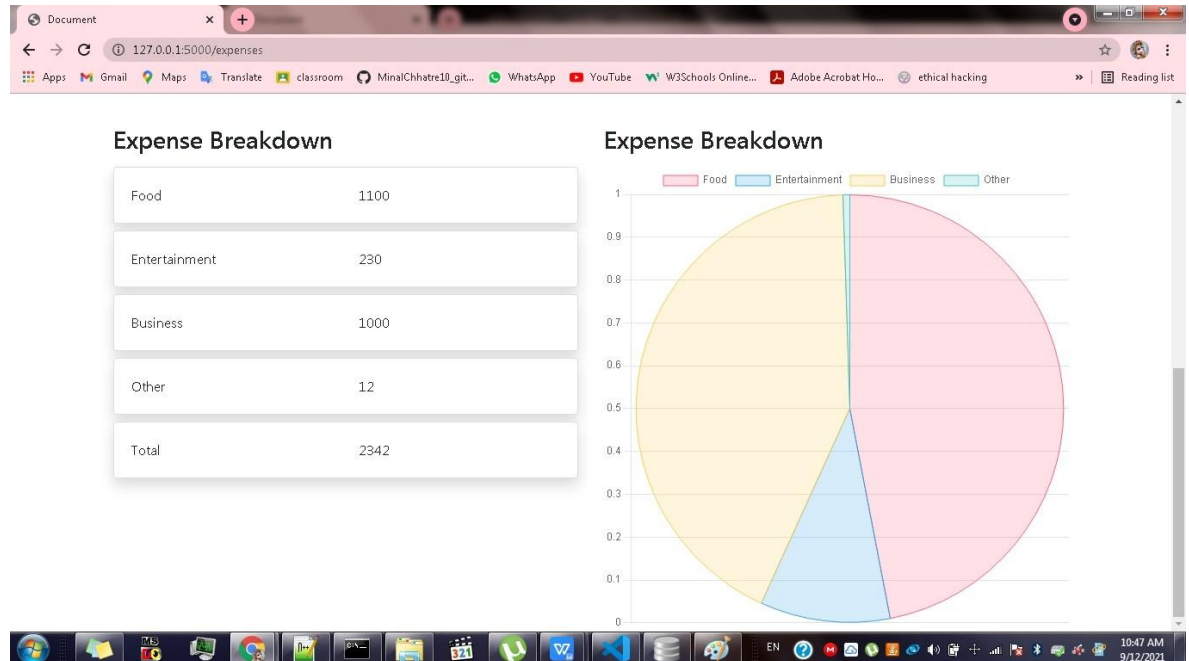 Document
127.0.0.1:5000/expenses
Apps Gmail Maps Translate classroom MinalChhatre10_git... WhatsApp YouTube W3Schools Online... Adobe Acrobat Ho... ethical hacking » Reading list
Expense Breakdown
Food 1100
Entertainment 230
Business 1000
Other 12
Total 2342
Expense Breakdown
Food Entertainment Business Other
1
0.9
0.8
0.7
0.6
0.5
0.4
0.3
0.2
0.1
0
MS
TO
321
EN
10:47 AM
9/12/2021